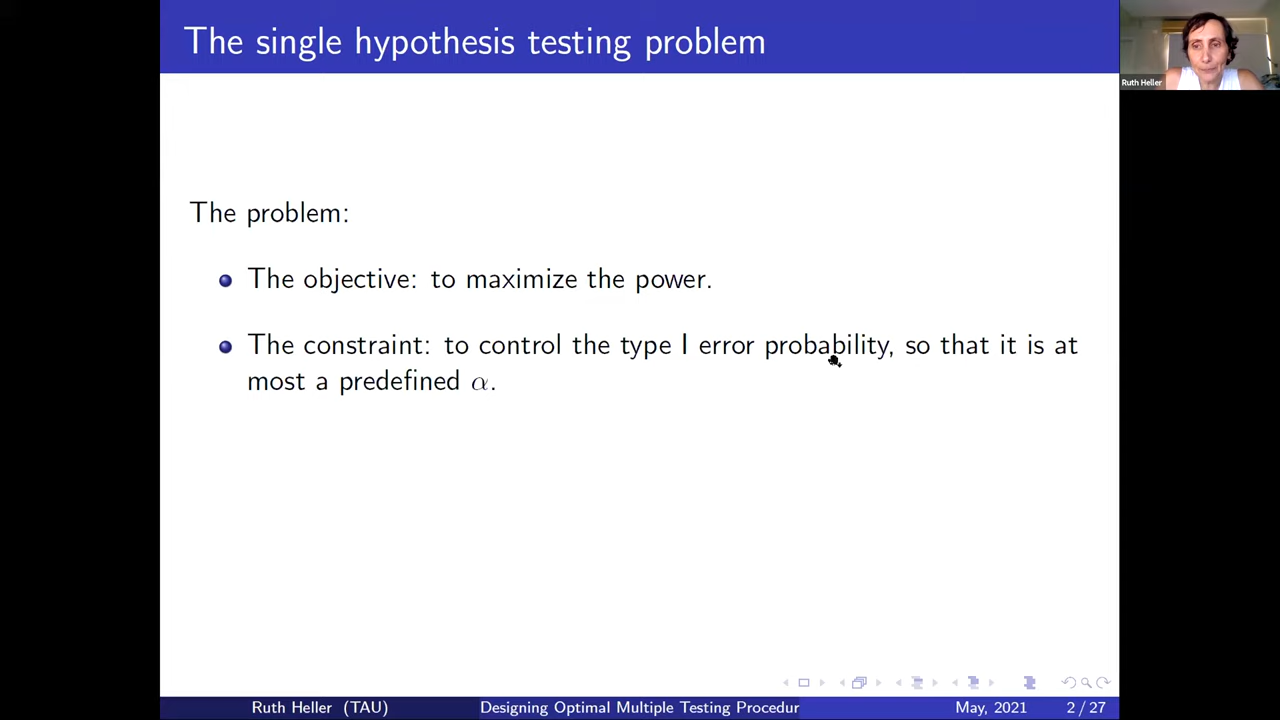 The single hypothesis testing problem
Ruth Heller
The problem:
The objective: to maximize the power.
The constraint: to control the type I error probability, so that it is at
most a predefined α.
Ruth Heller (TAU)
Designing Optimal Multiple Testing Procedur
May, 2021
2 / 27